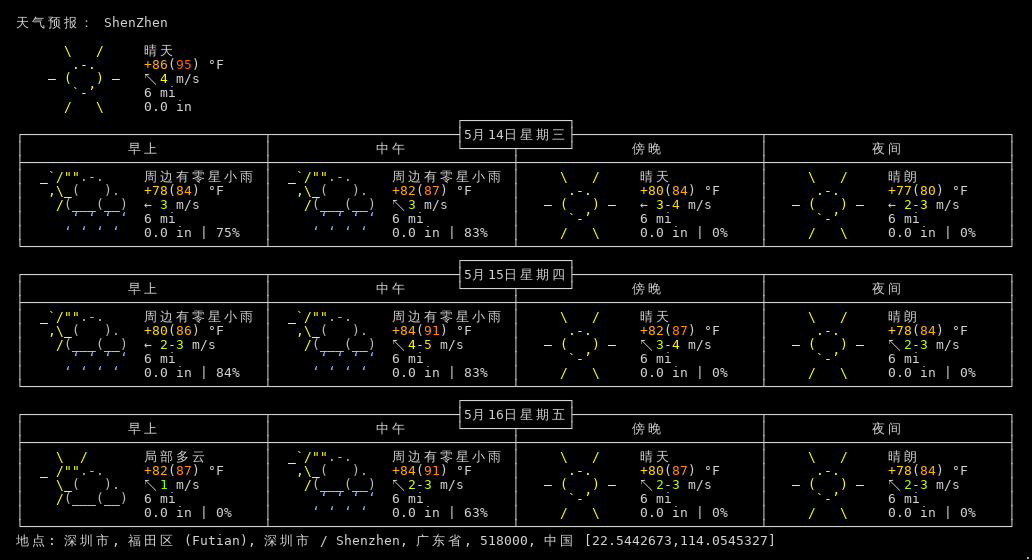 天气预报： ShenZhen
晴天
+86(95) °F
↖ 4 m/s
6 mi
0.0 in
5月14日星期三
早上 中午 傍晚 夜间
周边有零星小雨 周边有零星小雨 晴天 晴朗
+78(84) °F +82(87) °F +80(84) °F +77(80) °F
← 3 m/s ↖ 3 m/s ← 3-4 m/s ← 2-3 m/s
6 mi 6 mi 6 mi 6 mi
0.0 in | 75% 0.0 in | 83% 0.0 in | 0% 0.0 in | 0%
5月15日星期四
早上 中午 傍晚 夜间
周边有零星小雨 周边有零星小雨 晴天 晴朗
+80(86) °F +84(91) °F +82(87) °F +78(84) °F
← 2-3 m/s ↖ 4-5 m/s ↖ 3-4 m/s ↖ 2-3 m/s
6 mi 6 mi 6 mi 6 mi
0.0 in | 84% 0.0 in | 83% 0.0 in | 0% 0.0 in | 0%
5月16日星期五
早上 中午 傍晚 夜间
局部多云 周边有零星小雨 晴天 晴朗
+82(87) °F +84(91) °F +80(87) °F +78(84) °F
↖ 1 m/s ↖ 2-3 m/s ↖ 2-3 m/s ↖ 2-3 m/s
6 mi 6 mi 6 mi 6 mi
0.0 in | 0% 0.0 in | 63% 0.0 in | 0% 0.0 in | 0%
地点: 深圳市, 福田区 (Futian), 深圳市 / Shenzhen, 广东省, 518000, 中国 [22.5442673,114.0545327]